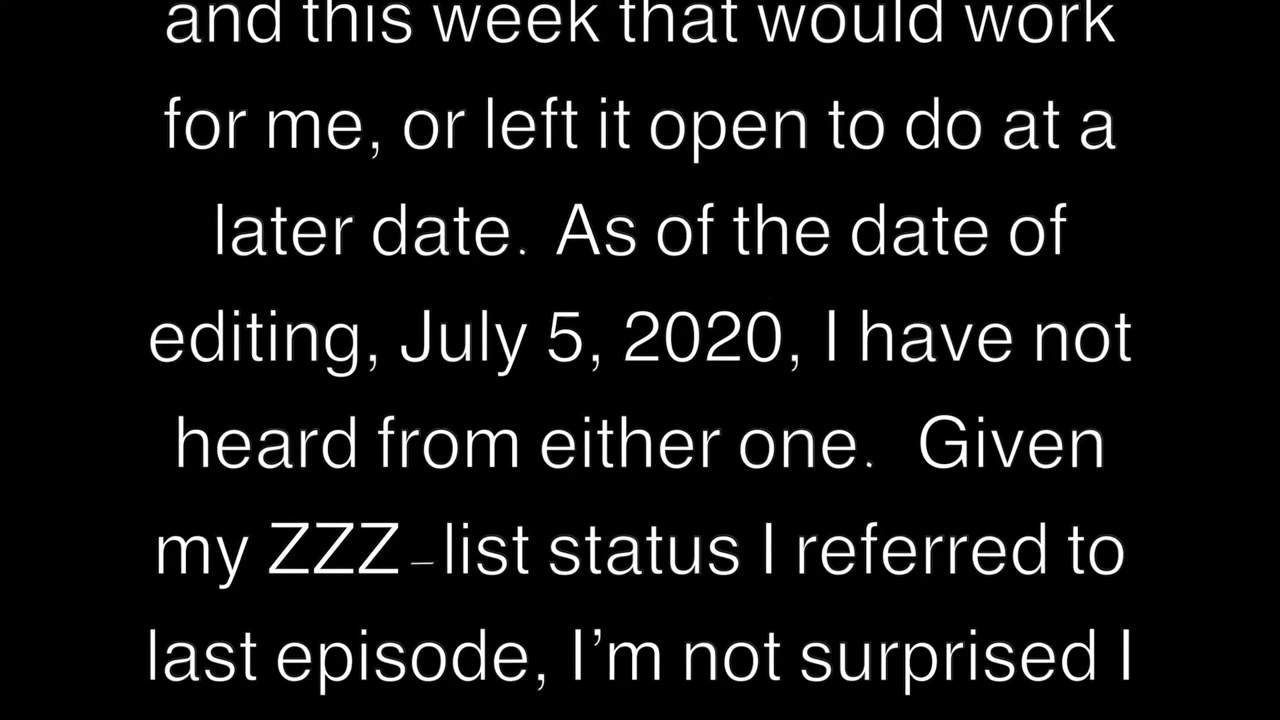 and this week that would work
for me, or left it open to do at a
later date. As of the date of
editing, July 5, 2020, I have not
heard from either one. Given
my ZZZ-list status I referred to
last episode, I’m not surprised I